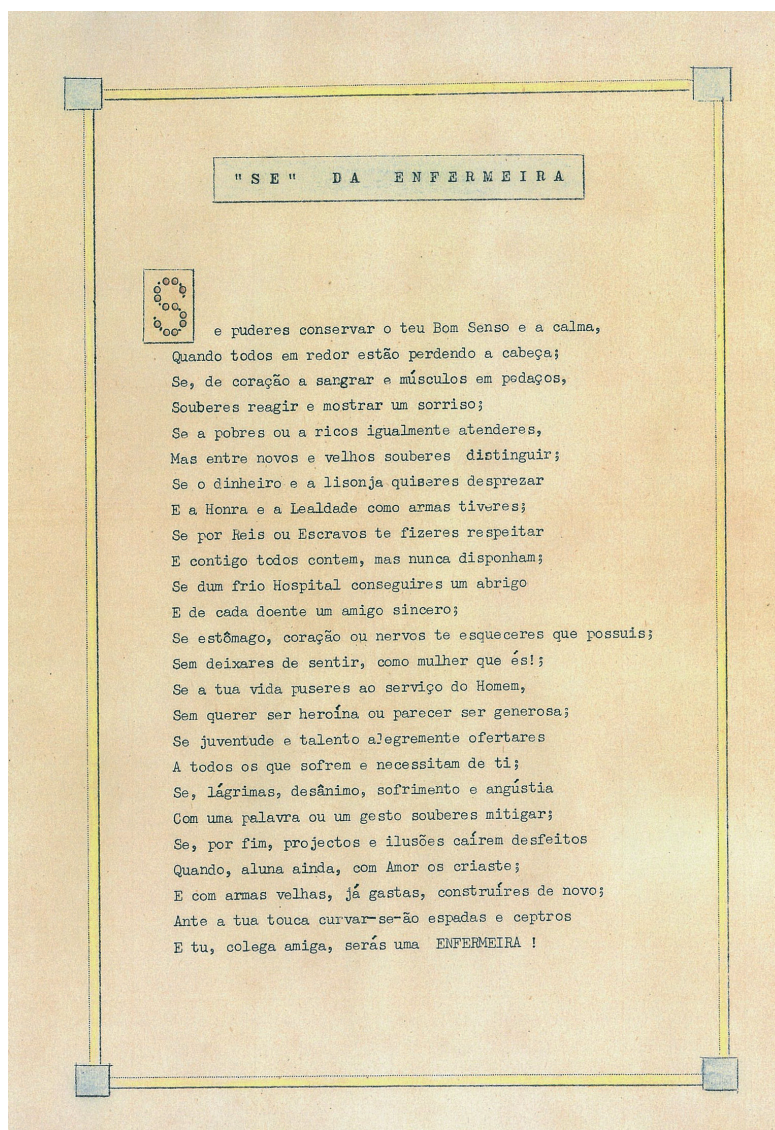 "SE" DA ENFERMEIRA
Se puderes conservar o teu Bom Senso e a calma,
Quando todos em redor estão perdendo a cabeça;
Se, de coração a sangrar e músculos em pedaços,
Souberes reagir e mostrar um sorriso;
Se a pobres ou a ricos igualmente atenderes,
Mas entre novos e velhos souberes distinguir;
Se o dinheiro e a lisonja quiseres desprezar
E a Honra e a Lealdade como armas tiveres;
Se por Reis ou Escravos te fizeres respeitar
E contigo todos contem, mas nunca disponham;
Se dum frio Hospital conseguires um abrigo
E de cada doente um amigo sincero;
Se estômago, coração ou nervos te esqueceres que possuis;
Sem deixares de sentir, como mulher que és!;
Se a tua vida puseres ao serviço do Homem,
Sem querer ser heroína ou parecer ser generosa;
Se juventude e talento alegremente ofertares
A todos os que sofrem e necessitam de ti;
Se, lágrimas, desânimo, sofrimento e angústia
Com uma palavra ou um gesto souberes mitigar;
Se, por fim, projectos e ilusões caírem desfeitos
Quando, aluna ainda, com Amor os criaste;
E com armas velhas, já gastas, construíres de novo;
Ante a tua touca curvar-se-ão espadas e ceptros
E tu, colega amiga, serás uma ENFERMEIRA !